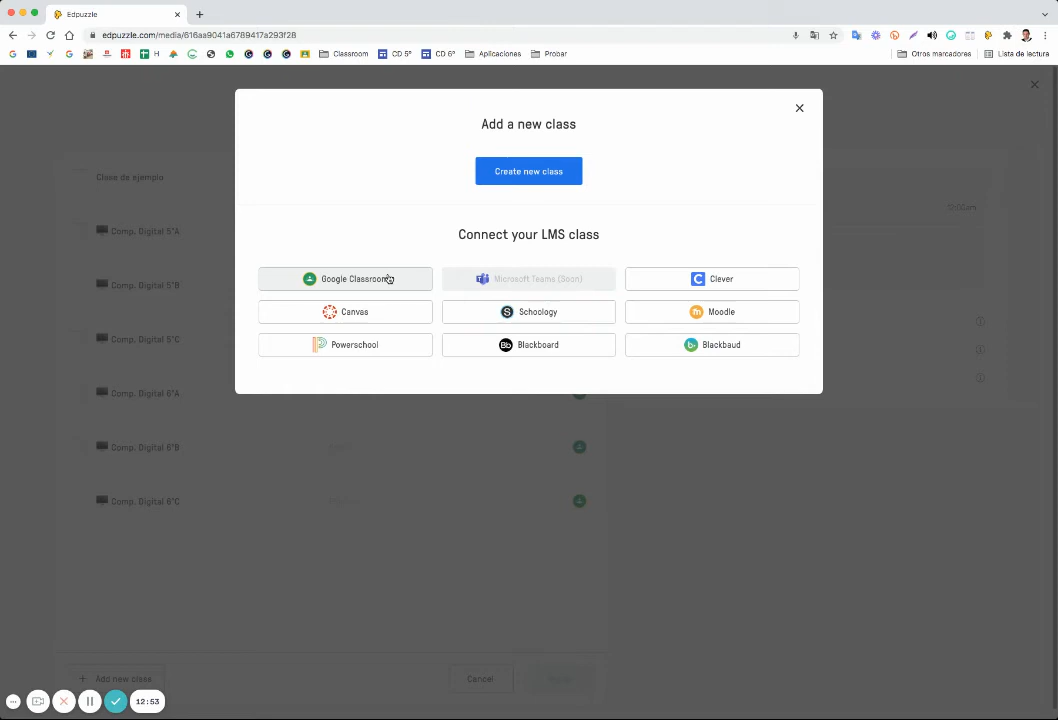 Edpuzzle
edpuzzle.com/media/616aa9041a6789417a293f28
H
Classroom
CD 5º
CD 6º
Aplicaciones
Probar
Otros marcadores
Lista de lectura
Add a new class
Create new class
Connect your LMS class
Google Classroom
Microsoft Teams (Soon)
Clever
Canvas
Schoology
Moodle
Powerschool
Blackboard
Blackbaud
Clase de ejemplo
Comp. Digital 5ºA
Comp. Digital 5ºB
Comp. Digital 5ºC
Comp. Digital 6ºA
Comp. Digital 6ºB
Comp. Digital 6ºC
12:00am
+ Add new class
Cancel
12:53